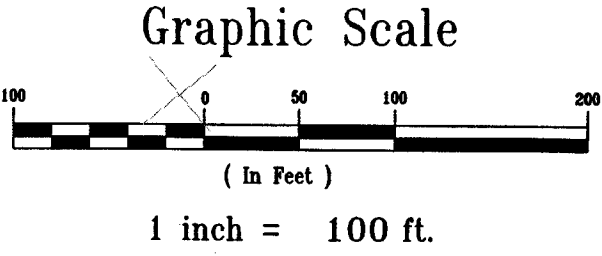 Graphic Scale
100 0 50 100 200
( In Feet )
1 inch = 100 ft.